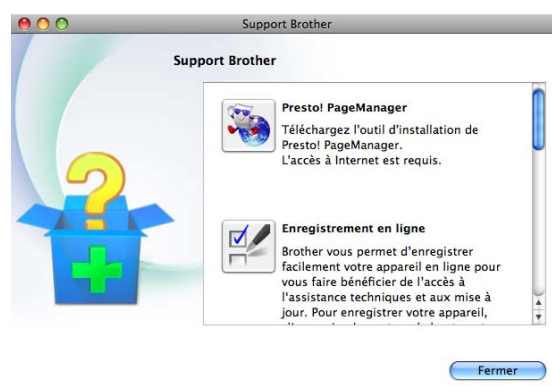 Support Brother
Support Brother
Presto! PageManager
Téléchargez l'outil d'installation de
Presto! PageManager.
L'accès à Internet est requis.
Enregistrement en ligne
Brother vous permet d'enregistrer
facilement votre appareil en ligne pour
vous faire bénéficier de l'accès à
l'assistance techniques et aux mise à
jour. Pour enregistrer votre appareil,
Fermer